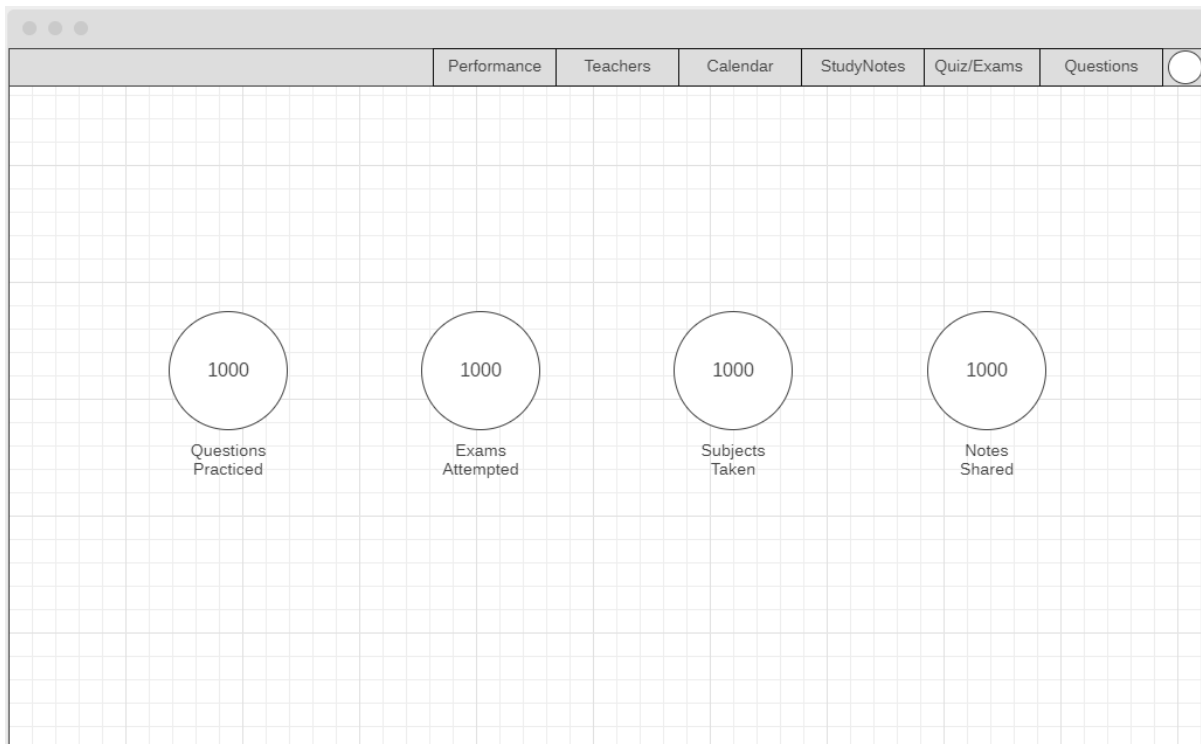 Performance
Teachers
Calendar
StudyNotes
Quiz/Exams
Questions
1000
1000
1000
1000
Questions
Practiced
Exams
Attempted
Subjects
Taken
Notes
Shared